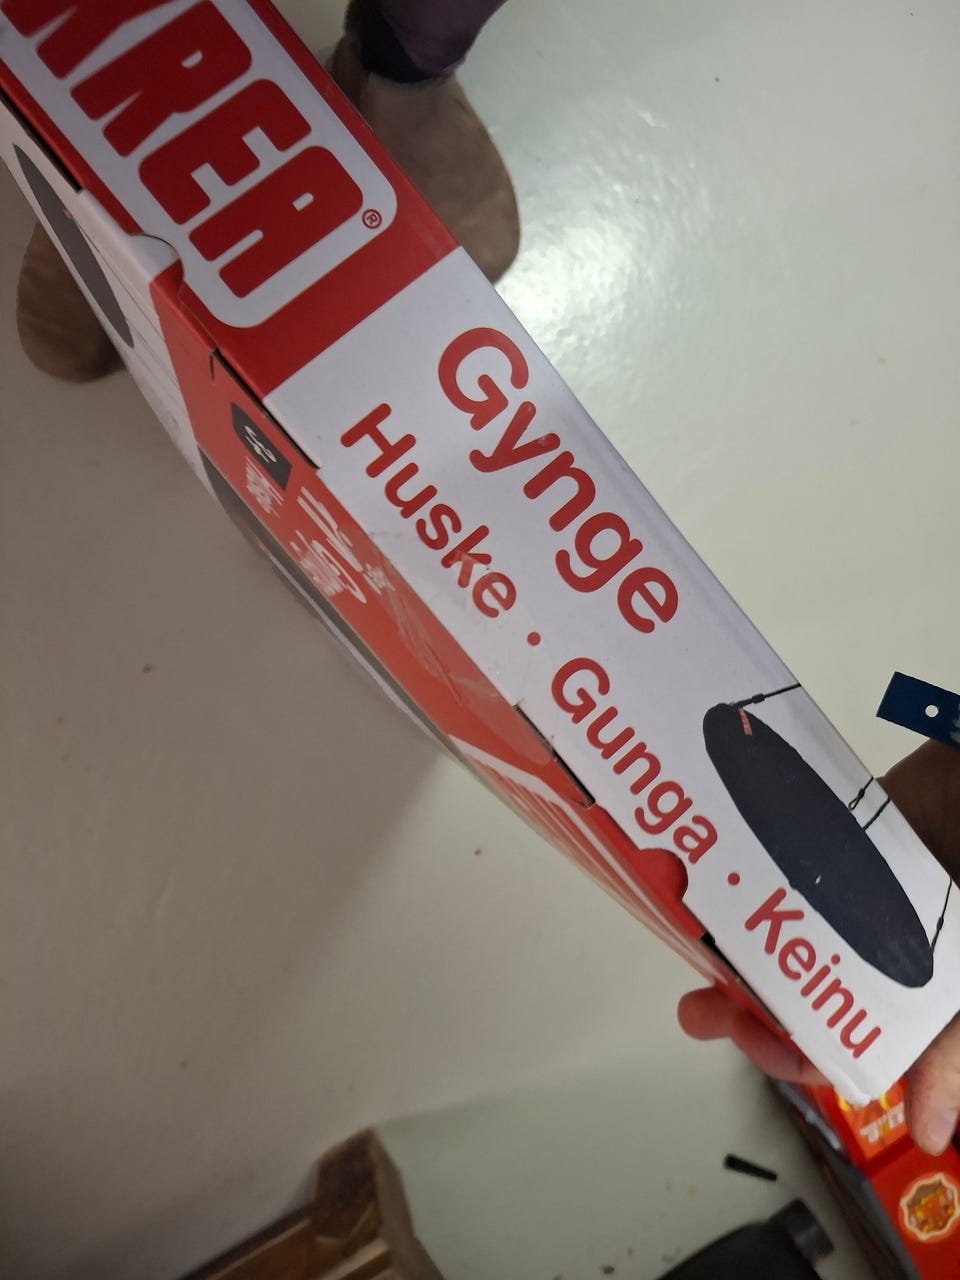 KREA®
Gynge
Huske · Gunga · Keinu